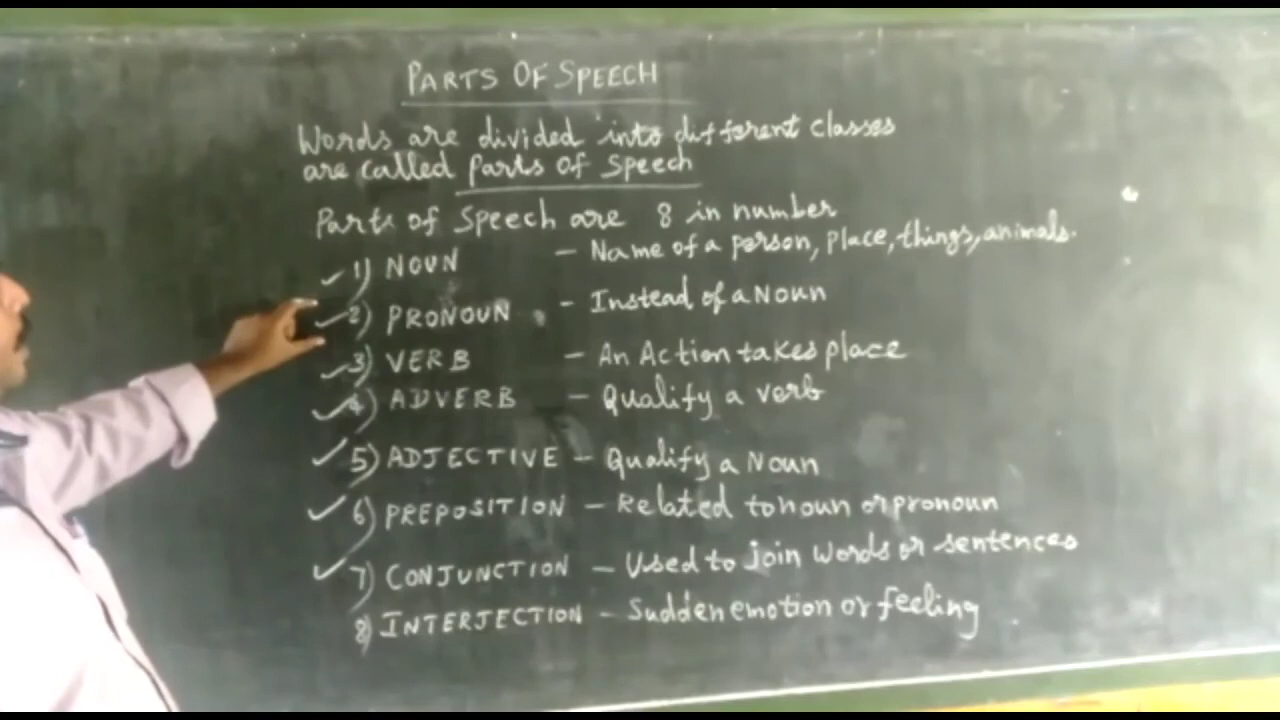 PARTS OF SPEECH
Words are divided into different classes
are called parts of Speech
Parts of Speech are 8 in number
1) NOUN - Name of a person, place, things, animals.
2) PRONOUN - Instead of a Noun
3) VERB - An Action takes place
4) ADVERB - Qualify a verb
5) ADJECTIVE - Qualify a Noun
6) PREPOSITION - Related to noun or pronoun
7) CONJUNCTION - Used to join words or sentences
8) INTERJECTION - Sudden emotion or feeling